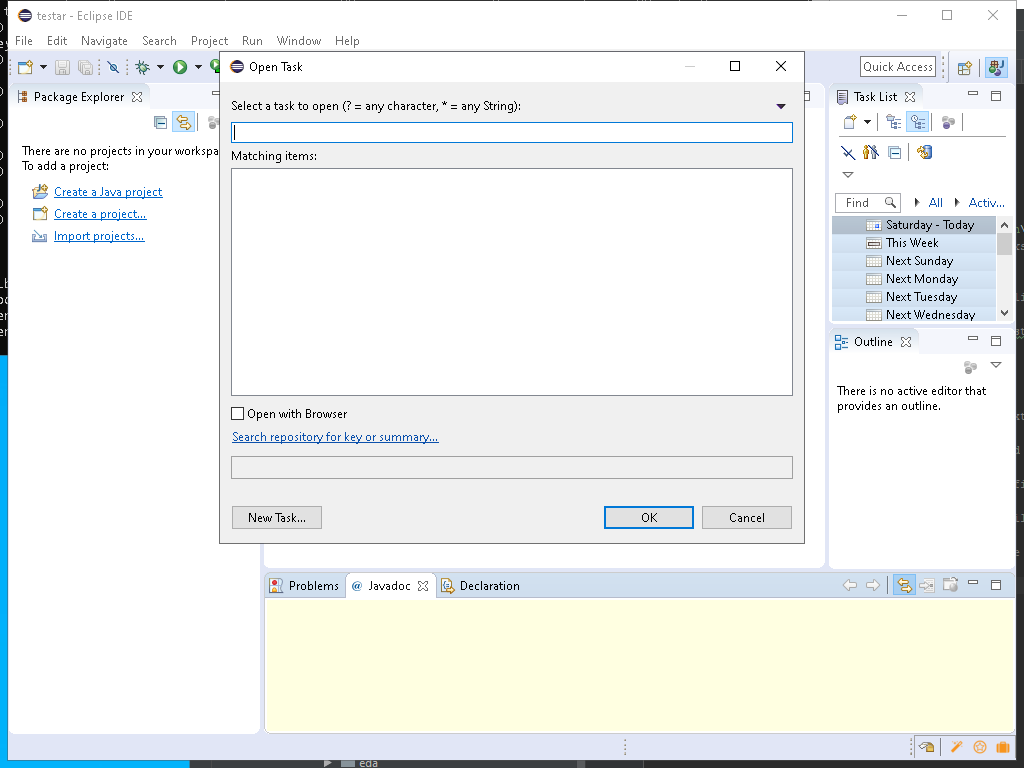 testar - Eclipse IDE
File Edit Navigate Search Project Run Window Help
Quick Access
Package Explorer
There are no projects in your workspa
To add a project:
Create a Java project
Create a project...
Import projects...
Open Task
Select a task to open (? = any character, * = any String):
Matching items:
Open with Browser
Search repository for key or summary...
New Task...
OK
Cancel
Task List
Find
All
Activ...
Saturday - Today
This Week
Next Sunday
Next Monday
Next Tuesday
Next Wednesday
Outline
There is no active editor that
provides an outline.
Problems
@ Javadoc
Declaration
eda